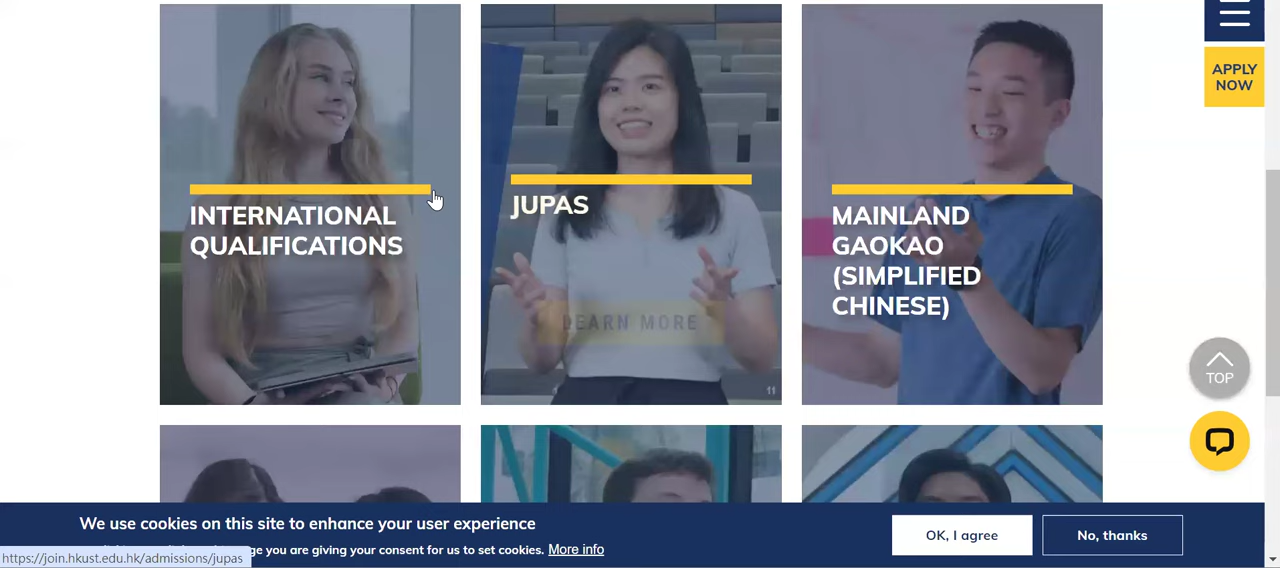 APPLY
NOW
INTERNATIONAL
QUALIFICATIONS
JUPAS
LEARN MORE
11
MAINLAND
GAOKAO
(SIMPLIFIED
CHINESE)
TOP
We use cookies on this site to enhance your user experience
ge you are giving your consent for us to set cookies. More info
OK, I agree
No, thanks
https://join.hkust.edu.hk/admissions/jupas